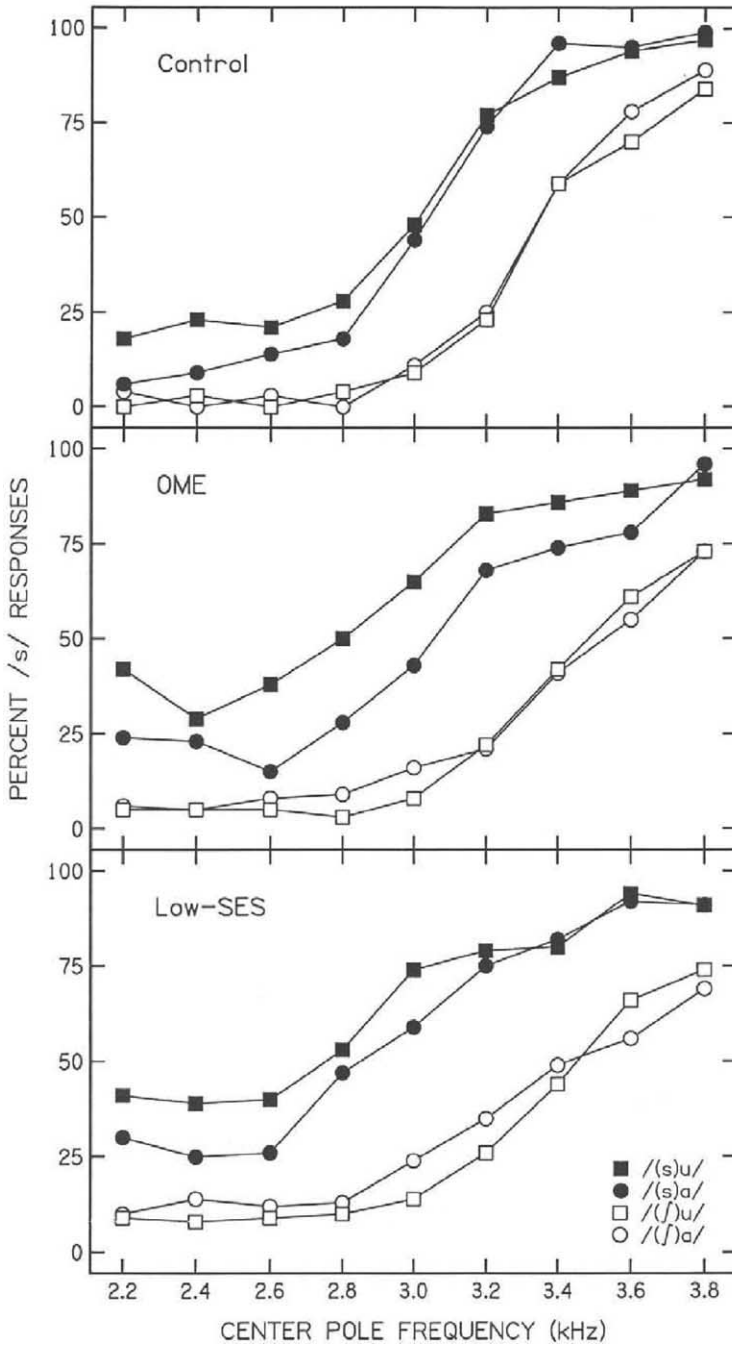 100
Control
75
50
25
0
100
OME
75
50
25
0
PERCENT /s/ RESPONSES
100
Low-SES
75
50
25
0
/(s)u/
/(s)a/
/(ʃ)u/
/(ʃ)a/
2.2 2.4 2.6 2.8 3.0 3.2 3.4 3.6 3.8
CENTER POLE FREQUENCY (kHz)